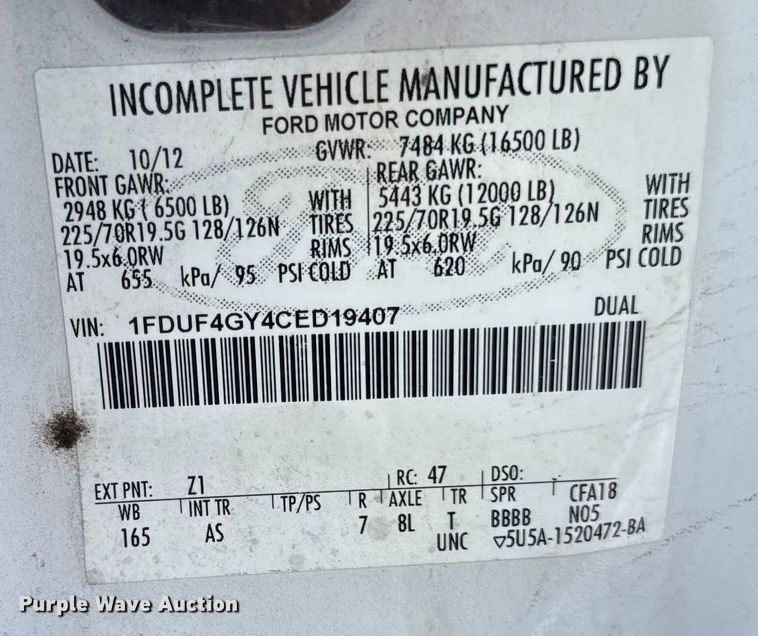 INCOMPLETE VEHICLE MANUFACTURED BY
FORD MOTOR COMPANY
DATE: 10/12 GVWR: 7484 KG (16500 LB)
FRONT GAWR: REAR GAWR:
2948 KG ( 6500 LB) WITH 5443 KG (12000 LB) WITH
225/70R19.5G 128/126N TIRES 225/70R19.5G 128/126N TIRES
19.5x6.0RW RIMS 19.5x6.0RW RIMS
AT 655 kPa/ 95 PSI COLD AT 620 kPa/ 90 PSI COLD
VIN: 1FDUF4GY4CED19407 DUAL
EXT PNT: Z1 RC: 47 DSO:
WB INT TR TP/PS R AXLE TR SPR CFA18
165 AS 7 8L T BBBB N05
UNC ▽5U5A-1520472-BA
Purple Wave Auction